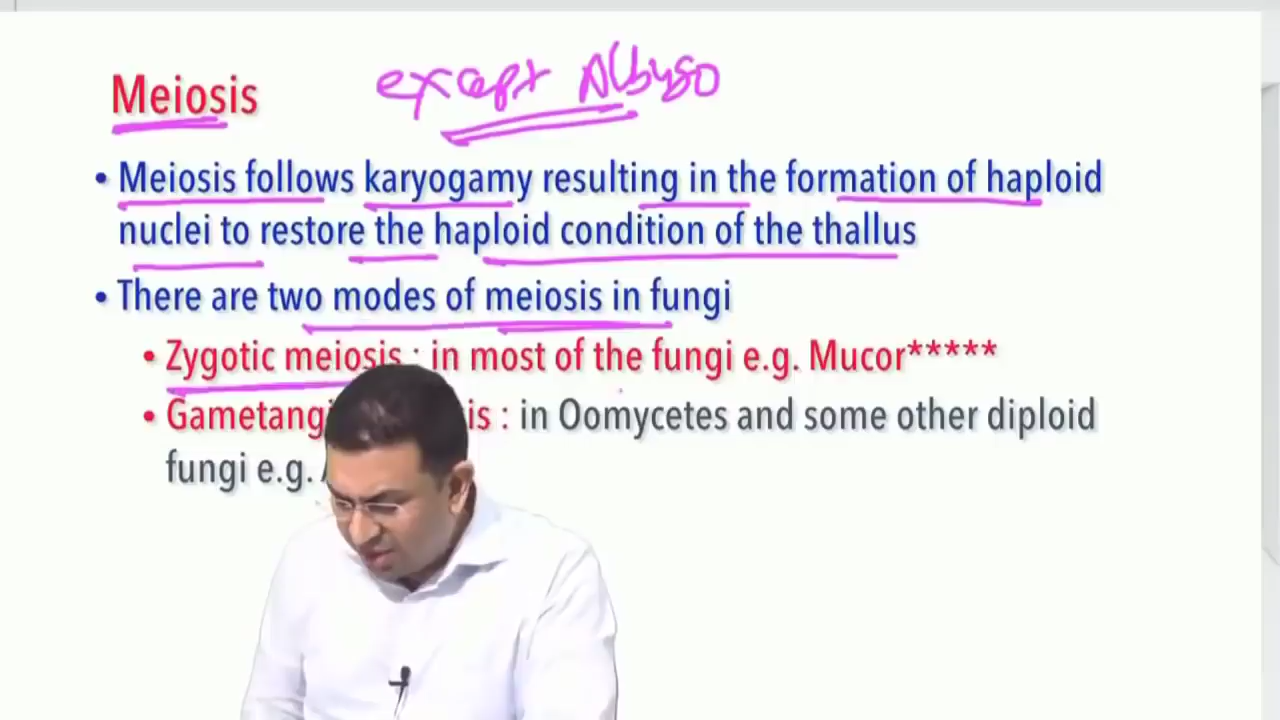 Meiosis except Albugo
• Meiosis follows karyogamy resulting in the formation of haploid
nuclei to restore the haploid condition of the thallus
• There are two modes of meiosis in fungi
• Zygotic meiosis : in most of the fungi e.g. Mucor*****
• Gametangi is : in Oomycetes and some other diploid
fungi e.g.